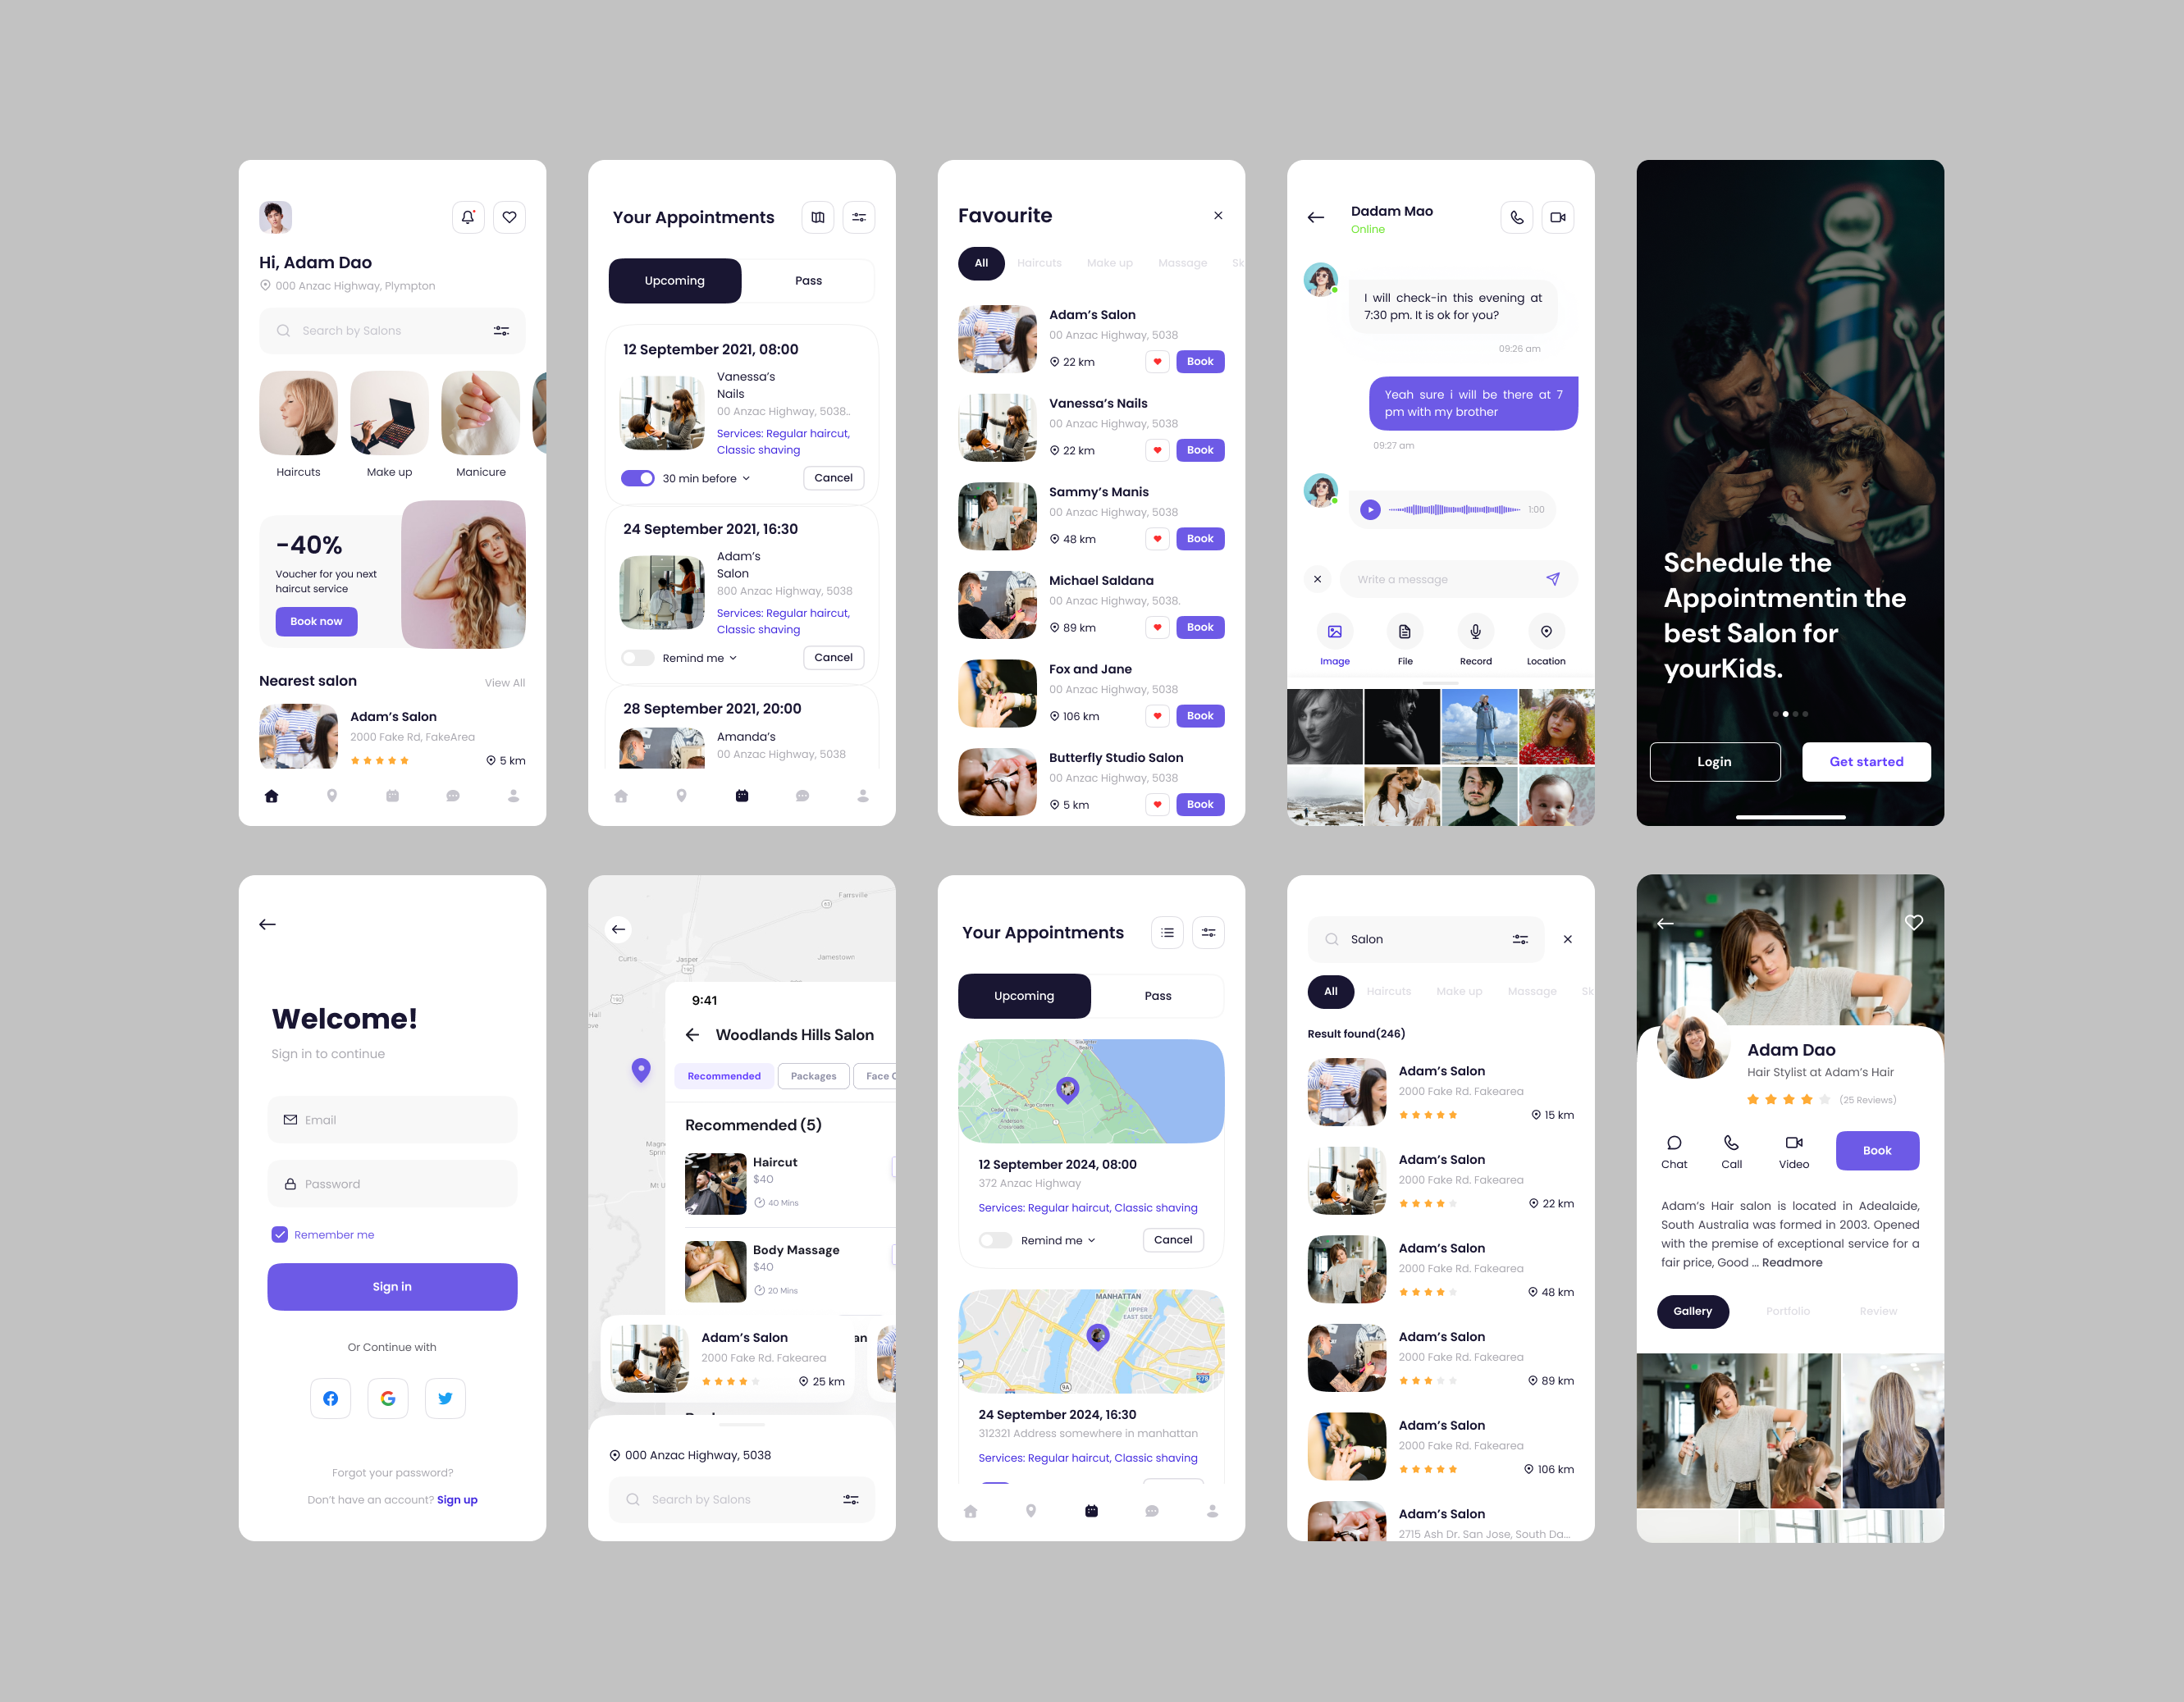 Hi, Adam Dao
000 Anzac Highway, Plympton
Search by Salons
Haircuts
Make up
Manicure
-40%
Voucher for you next
haircut service
Book now
Nearest salon
View All
Adam's Salon
2000 Fake Rd, FakeArea
5 km
Your Appointments
Upcoming
Pass
12 September 2021, 08:00
Vanessa's
Nails
00 Anzac Highway, 5038..
Services: Regular haircut,
Classic shaving
30 min before
Cancel
24 September 2021, 16:30
Adam's
Salon
800 Anzac Highway, 5038
Services: Regular haircut,
Classic shaving
Remind me
Cancel
28 September 2021, 20:00
Amanda's
00 Anzac Highway, 5038
Favourite
All
Haircuts
Make up
Massage
Sk
Adam's Salon
00 Anzac Highway, 5038
22 km
Book
Vanessa's Nails
00 Anzac Highway, 5038
22 km
Book
Sammy's Manis
00 Anzac Highway, 5038
48 km
Book
Michael Saldana
00 Anzac Highway, 5038.
89 km
Book
Fox and Jane
00 Anzac Highway, 5038
106 km
Book
Butterfly Studio Salon
00 Anzac Highway, 5038
5 km
Book
Dadam Mao
Online
I will check-in this evening at
7:30 pm. It is ok for you?
09:26 am
Yeah sure i will be there at 7
pm with my brother
09:27 am
1:00
Write a message
Image
File
Record
Location
Schedule the
Appointmentin the
best Salon for
yourKids.
Login
Get started
Welcome!
Sign in to continue
Email
Password
Remember me
Sign in
Or Continue with
Forgot your password?
Don't have an account? Sign up
Farrsville
63
Curtis
Jasper
190
Jamestown
190
Hall
ove
Magn
Sprin
Mt U
9:41
Woodlands Hills Salon
Recommended
Packages
Face C
Recommended (5)
Haircut
$40
40 Mins
Body Massage
$40
20 Mins
Adam's Salon
2000 Fake Rd. Fakearea
25 km
an
000 Anzac Highway, 5038
Search by Salons
Your Appointments
Upcoming
Pass
12 September 2024, 08:00
372 Anzac Highway
Services: Regular haircut, Classic shaving
Remind me
Cancel
MANHATTAN
UPPER
EAST SIDE
9A
278
24 September 2024, 16:30
312321 Address somewhere in manhattan
Services: Regular haircut, Classic shaving
Salon
All
Haircuts
Make up
Massage
Sk
Result found(246)
Adam's Salon
2000 Fake Rd. Fakearea
15 km
Adam's Salon
2000 Fake Rd. Fakearea
22 km
Adam's Salon
2000 Fake Rd. Fakearea
48 km
Adam's Salon
2000 Fake Rd. Fakearea
89 km
Adam's Salon
2000 Fake Rd. Fakearea
106 km
Adam's Salon
2715 Ash Dr. San Jose, South Da...
Adam Dao
Hair Stylist at Adam's Hair
(25 Reviews)
Chat
Call
Video
Book
Adam's Hair salon is located in Adealaide,
South Australia was formed in 2003. Opened
with the premise of exceptional service for a
fair price, Good ... Readmore
Gallery
Portfolio
Review